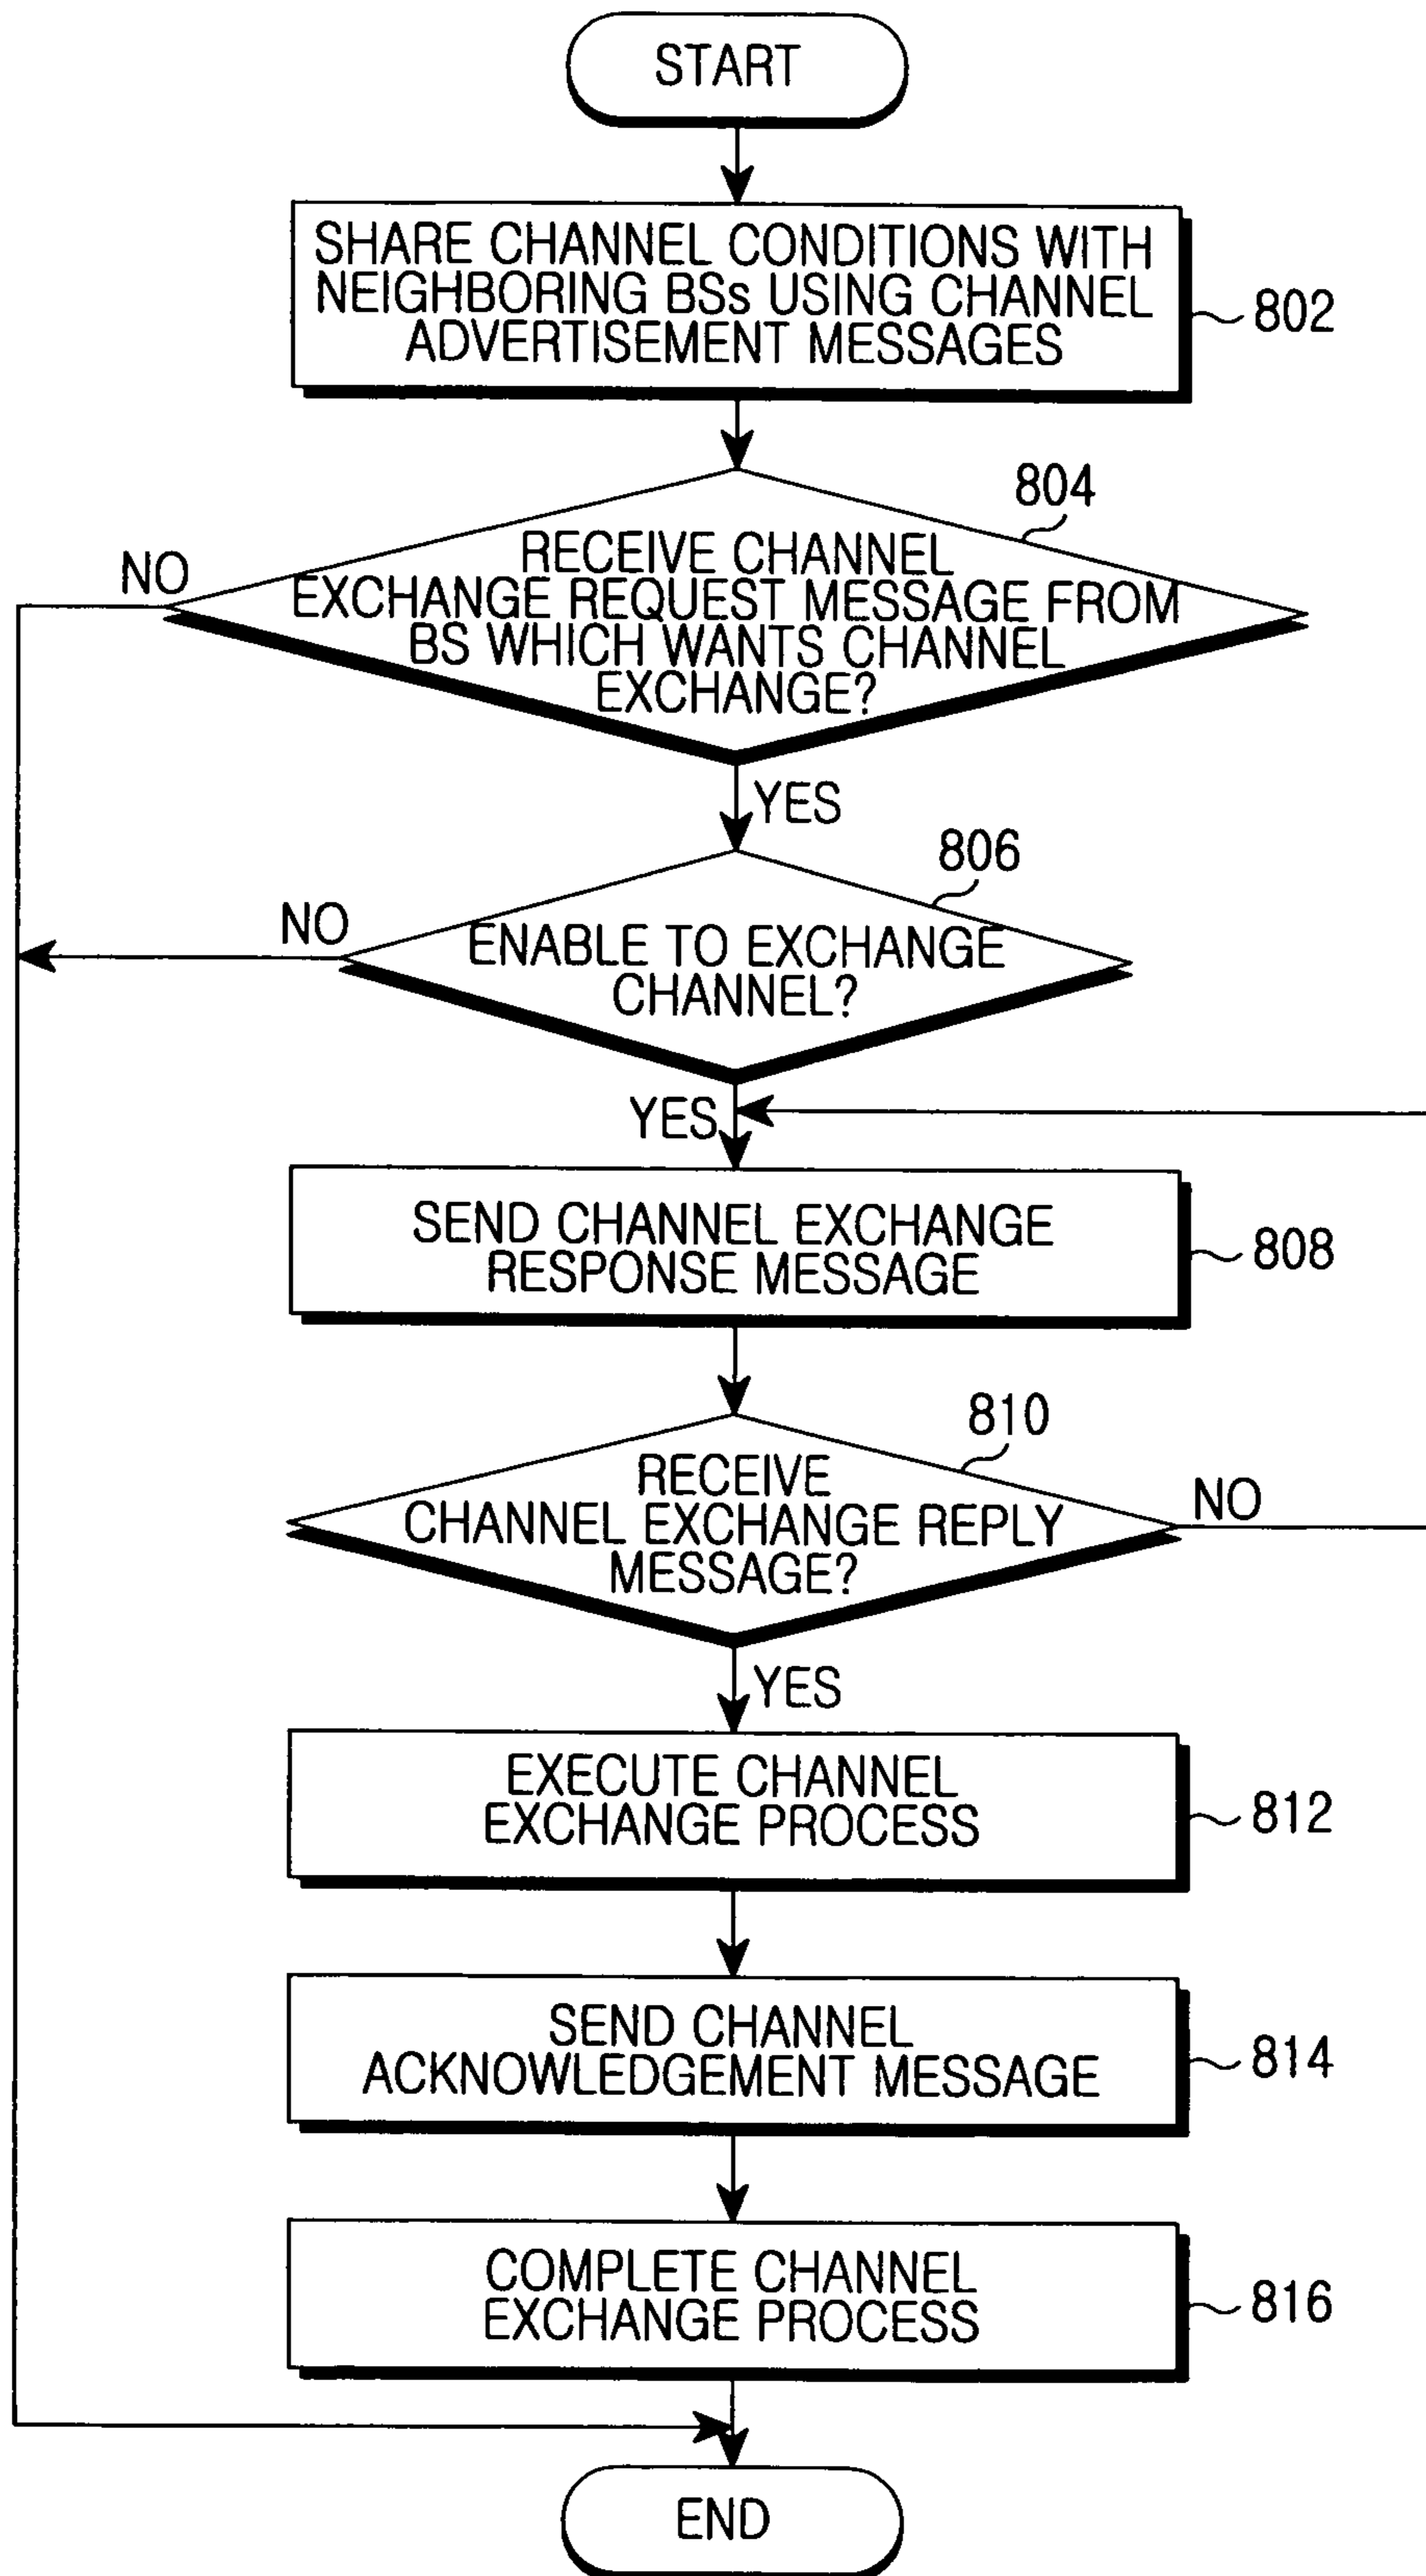 START
SHARE CHANNEL CONDITIONS WITH
NEIGHBORING BSs USING CHANNEL
ADVERTISEMENT MESSAGES
802
804
RECEIVE CHANNEL
EXCHANGE REQUEST MESSAGE FROM
BS WHICH WANTS CHANNEL
EXCHANGE?
NO
YES
806
ENABLE TO EXCHANGE
CHANNEL?
NO
YES
SEND CHANNEL EXCHANGE
RESPONSE MESSAGE
808
810
RECEIVE
CHANNEL EXCHANGE REPLY
MESSAGE?
NO
YES
EXECUTE CHANNEL
EXCHANGE PROCESS
812
SEND CHANNEL
ACKNOWLEDGEMENT MESSAGE
814
COMPLETE CHANNEL
EXCHANGE PROCESS
816
END